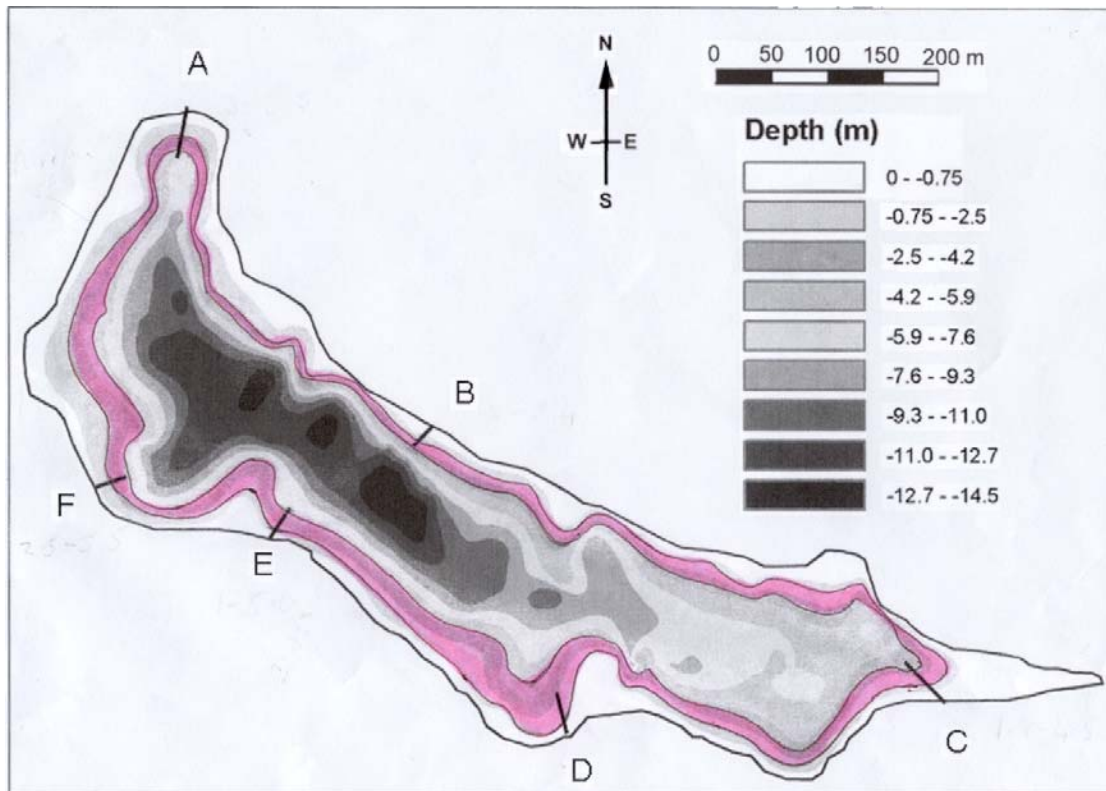 A
N
W E
S
0 50 100 150 200 m
Depth (m)
0 - -0.75
-0.75 - -2.5
-2.5 - -4.2
-4.2 - -5.9
-5.9 - -7.6
-7.6 - -9.3
-9.3 - -11.0
-11.0 - -12.7
-12.7 - -14.5
B
F
E
D
C